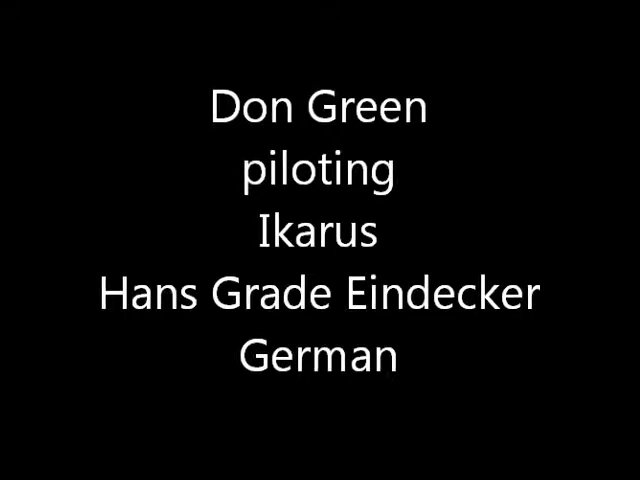 Don Green
piloting
Ikarus
Hans Grade Eindecker
German